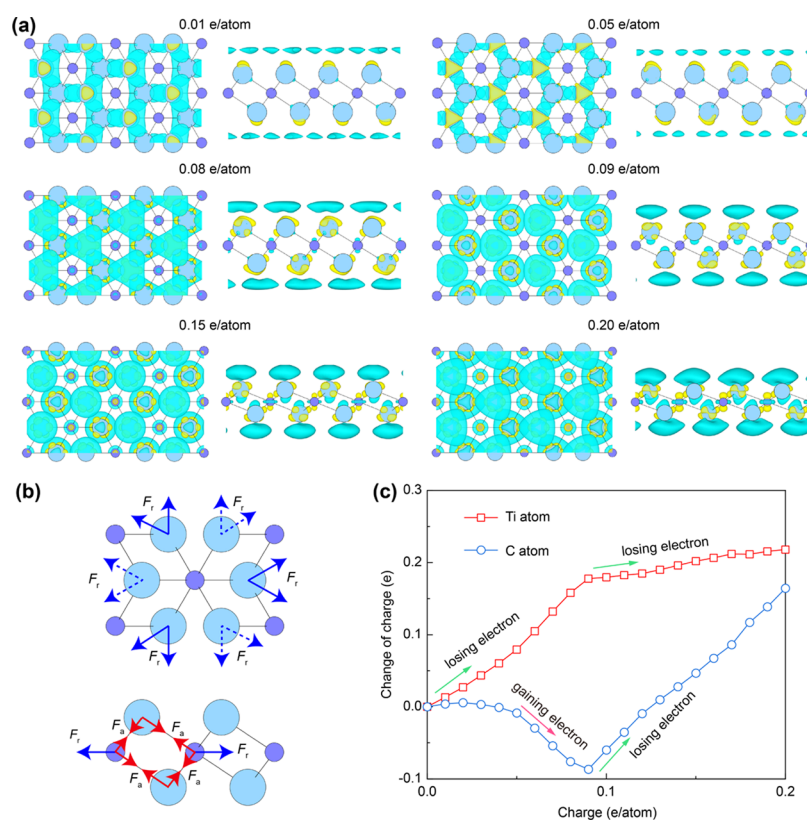 (a)
0.01 e/atom
0.05 e/atom
0.08 e/atom
0.09 e/atom
0.15 e/atom
0.20 e/atom
(b)
Fr Fr
Fr Fr
Fr Fr
Fr Fa Fa Fr
Fa Fa
(c)
Ti atom
C atom
losing electron
losing electron
gaining electron
losing electron
Change of charge (e)
0.3
0.2
0.1
0.0
-0.1
0.0 0.1 0.2
Charge (e/atom)